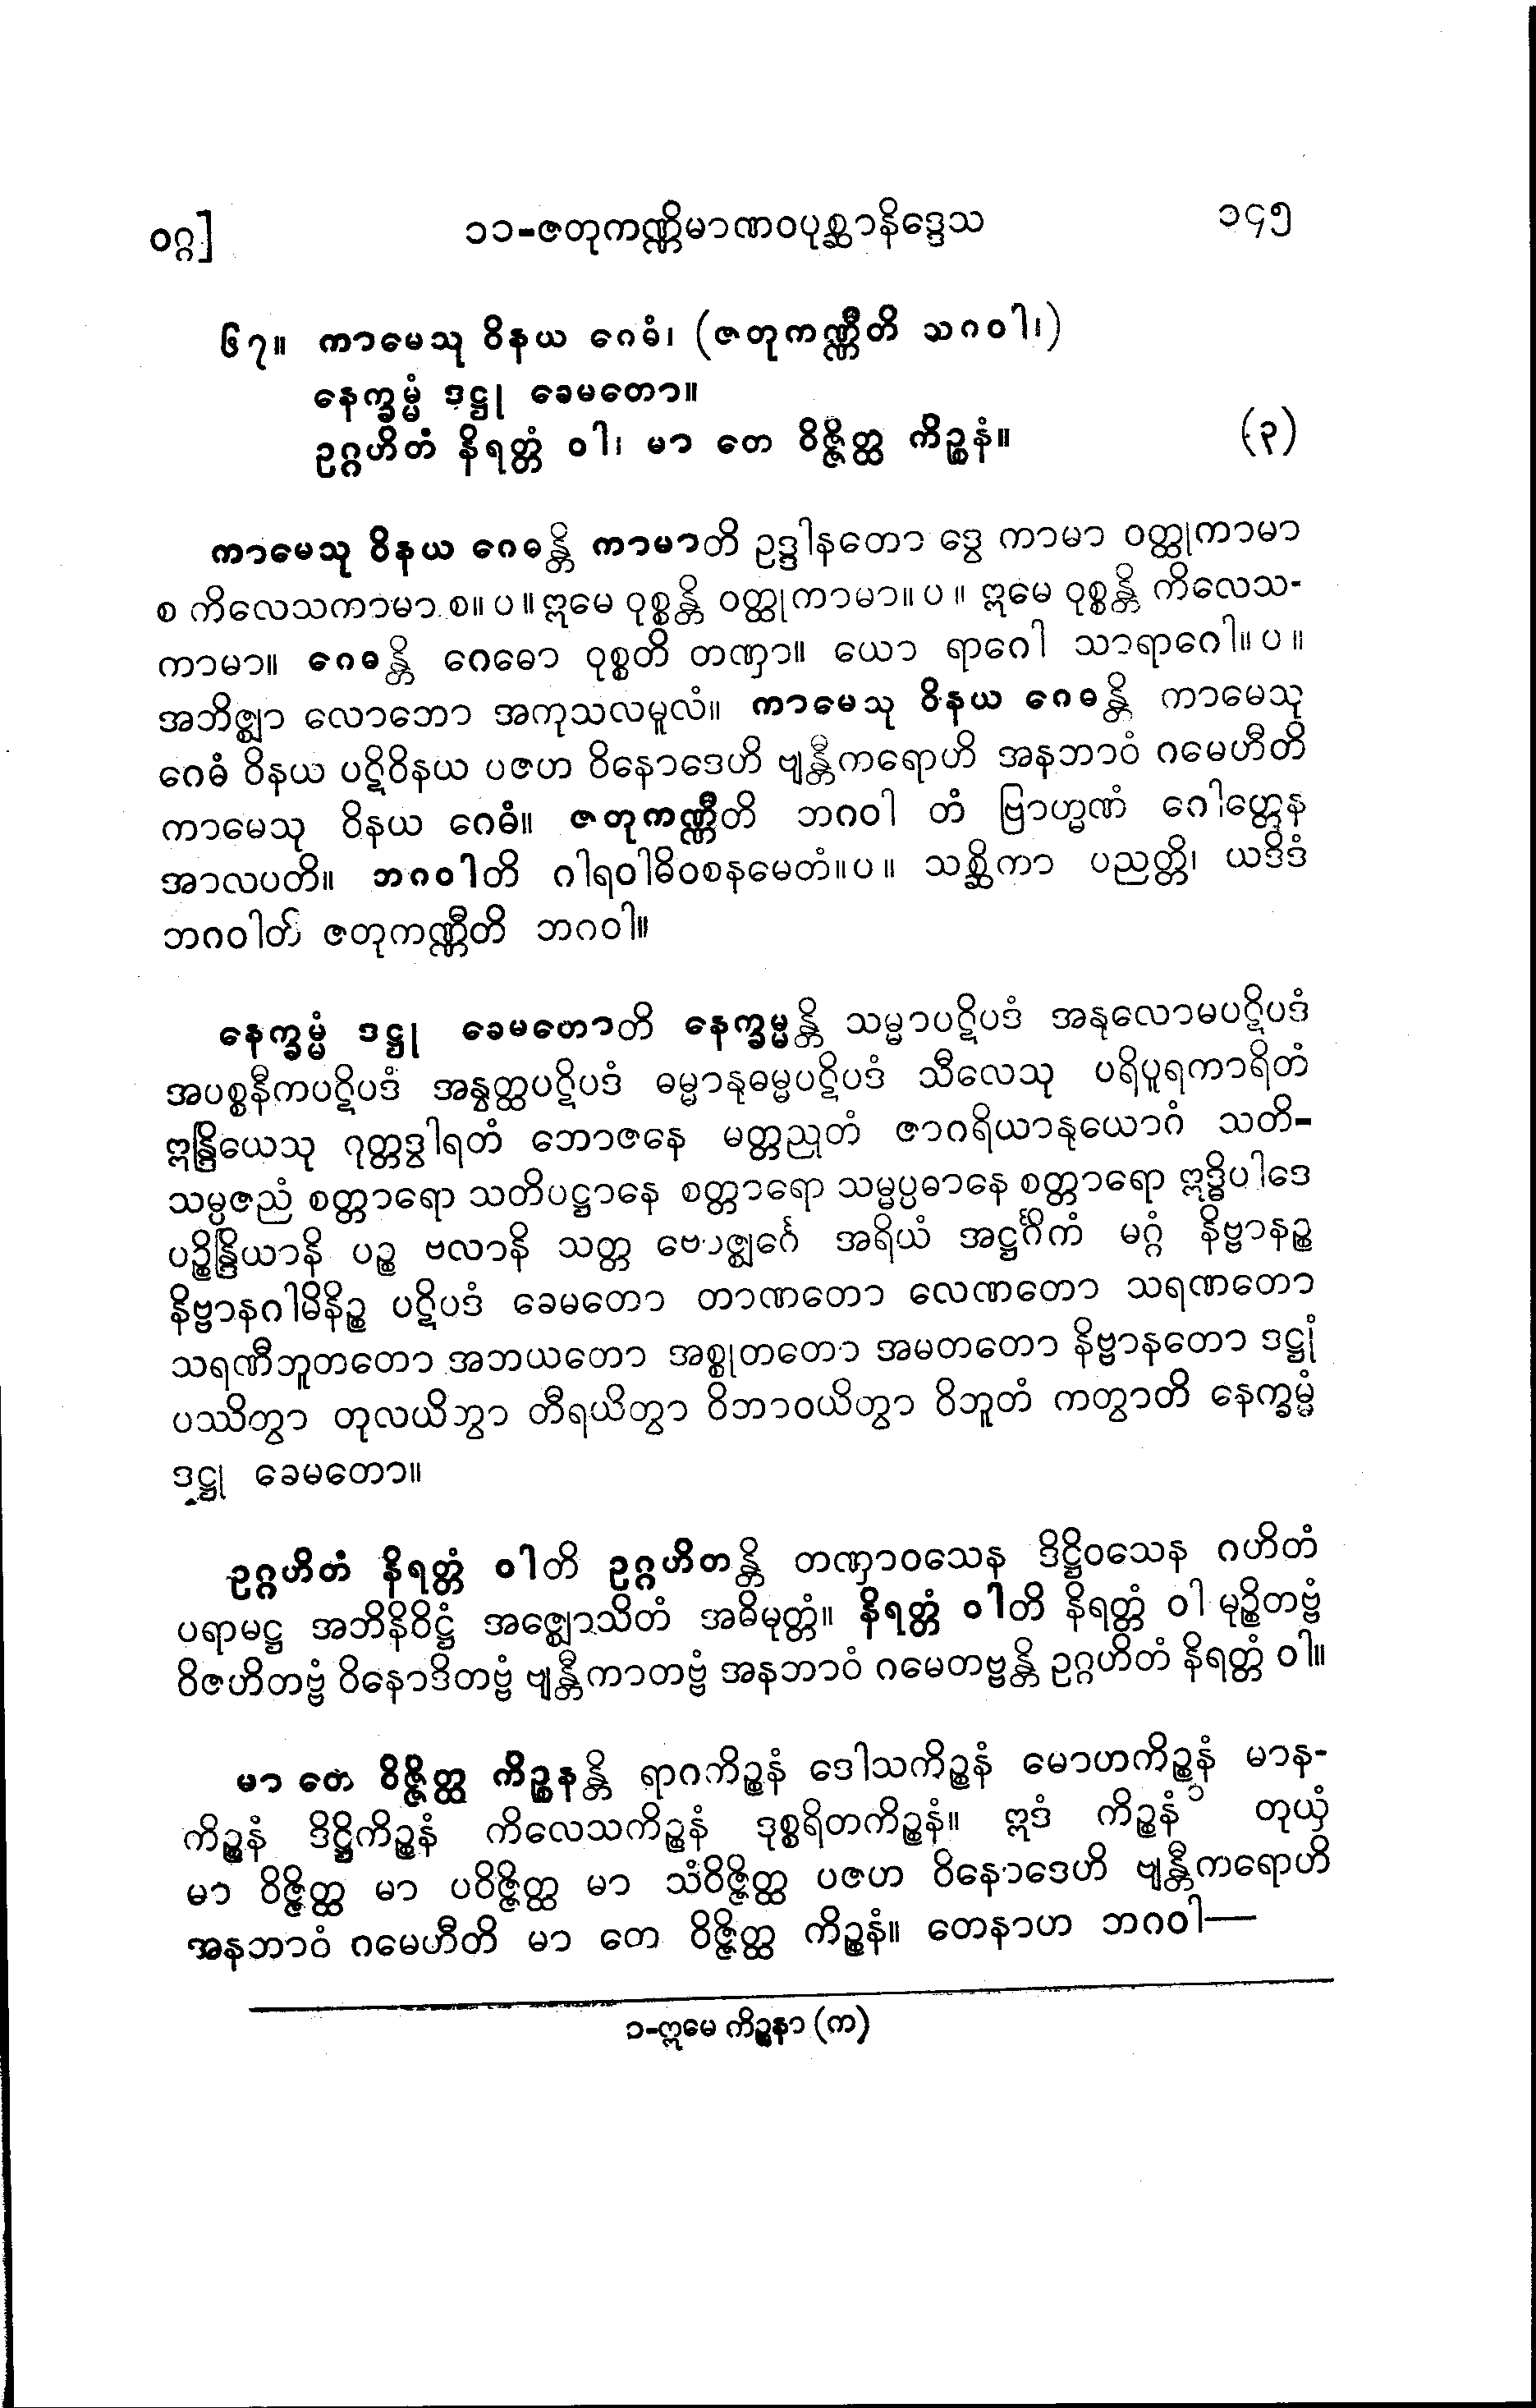 ဝဂ္ဂ] ၁၁-ဇတုကဏ္ဏိမာဏဝပုစ္ဆာနိဒ္ဒေသ ၁၄၅
၆၇။ ကာမေသု ဝိနယ ဂေဓံ၊ (ဇတုကဏ္ဏီတိ ဘဂဝါ၊)
နေက္ခမ္မံ ဒဋ္ဌု ခေမတော။
ဥဂ္ဂဟိတံ နိရတ္တံ ဝါ၊ မာ တေ ဝိဇ္ဇိတ္ထ ကိဉ္စနံ။ (၃)
ကာမေသု ဝိနယ ဂေဓန္တိ ကာမာတိ ဥဒ္ဒါနတော ဒွေ ကာမာ ဝတ္ထုကာမာ
စ ကိလေသကာမာ စ။ ပ ။ ဣမေ ဝုစ္စန္တိ ဝတ္ထုကာမာ။ ပ ။ ဣမေ ဝုစ္စန္တိ ကိလေသ-
ကာမာ။ ဂေဓန္တိ ဂေဓော ဝုစ္စတိ တဏှာ။ ယော ရာဂေါ သာရာဂေါ။ ပ ။
အဘိဇ္ဈာ လောဘော အကုသလမူလံ။ ကာမေသု ဝိနယ ဂေဓန္တိ ကာမေသု
ဂေဓံ ဝိနယ ပဋိဝိနယ ပဇဟ ဝိနောဒေဟိ ဗျန္တီကရောဟိ အနဘာဝံ ဂမေဟီတိ
ကာမေသု ဝိနယ ဂေဓံ။ ဇတုကဏ္ဏီတိ ဘဂဝါ တံ ဗြာဟ္မဏံ ဂေါတ္တေန
အာလပတိ။ ဘဂဝါတိ ဂါရဝါဓိဝစနမေတံ။ ပ ။ သစ္ဆိကာ ပညတ္တိ၊ ယဒိဒံ
ဘဂဝါတိ ဇတုကဏ္ဏီတိ ဘဂဝါ။
နေက္ခမ္မံ ဒဋ္ဌု ခေမတောတိ နေက္ခမ္မန္တိ သမ္မာပဋိပဒံ အနုလောမပဋိပဒံ
အပစ္စနီကပဋိပဒံ အနွတ္ထပဋိပဒံ ဓမ္မာနုဓမ္မပဋိပဒံ သီလေသု ပရိပူရကာရိတံ
ဣန္ဒြိယေသု ဂုတ္တဒွါရတံ ဘောဇနေ မတ္တညုတံ ဇာဂရိယာနုယောဂံ သတိ-
သမ္ပဇညံ စတ္တာရော သတိပဋ္ဌာနေ စတ္တာရော သမ္မပ္ပဓာနေ စတ္တာရော ဣဒ္ဓိပါဒေ
ပဉ္စိန္ဒြိယာနိ ပဉ္စ ဗလာနိ သတ္တ ဗောဇ္ဈင်္ဂေ အရိယံ အဋ္ဌင်္ဂိကံ မဂ္ဂံ နိဗ္ဗာနဉ္စ
နိဗ္ဗာနဂါမိနိဉ္စ ပဋိပဒံ ခေမတော တာဏတော လေဏတော သရဏတော
သရဏီဘူတတော အဘယတော အစ္စုတတော အမတတော နိဗ္ဗာနတော ဒဋ္ဌုံ
ပဿိတွာ တုလယိတွာ တီရယိတွာ ဝိဘာဝယိတွာ ဝိဘူတံ ကတွာတိ နေက္ခမ္မံ
ဒဋ္ဌု ခေမတော။
ဥဂ္ဂဟိတံ နိရတ္တံ ဝါတိ ဥဂ္ဂဟိတန္တိ တဏှာဝသေန ဒိဋ္ဌိဝသေန ဂဟိတံ
ပရာမဋ္ဌ အဘိနိဝိဋ္ဌံ အဇ္ဈောသိတံ အဓိမုတ္တံ။ နိရတ္တံ ဝါတိ နိရတ္တံ ဝါ မုဉ္စိတဗ္ဗံ
ဝိဇဟိတဗ္ဗံ ဝိနောဒိတဗ္ဗံ ဗျန္တီကာတဗ္ဗံ အနဘာဝံ ဂမေတဗ္ဗန္တိ ဥဂ္ဂဟိတံ နိရတ္တံ ဝါ။
မာ တေ ဝိဇ္ဇိတ္ထ ကိဉ္စနန္တိ ရာဂကိဉ္စနံ ဒေါသကိဉ္စနံ မောဟကိဉ္စနံ မာန-
ကိဉ္စနံ ဒိဋ္ဌိကိဉ္စနံ ကိလေသကိဉ္စနံ ဒုစ္စရိတကိဉ္စနံ။ ဣဒံ ကိဉ္စနံ ၁ တုယှံ
မာ ဝိဇ္ဇိတ္ထ မာ ပဝိဇ္ဇိတ္ထ မာ သံဝိဇ္ဇိတ္ထ ပဇဟ ဝိနောဒေဟိ ဗျန္တီကရောဟိ
အနဘာဝံ ဂမေဟီတိ မာ တေ ဝိဇ္ဇိတ္ထ ကိဉ္စနံ။ တေနာဟ ဘဂဝါ—
၁-ဣမေ ကိဉ္စနာ (က)